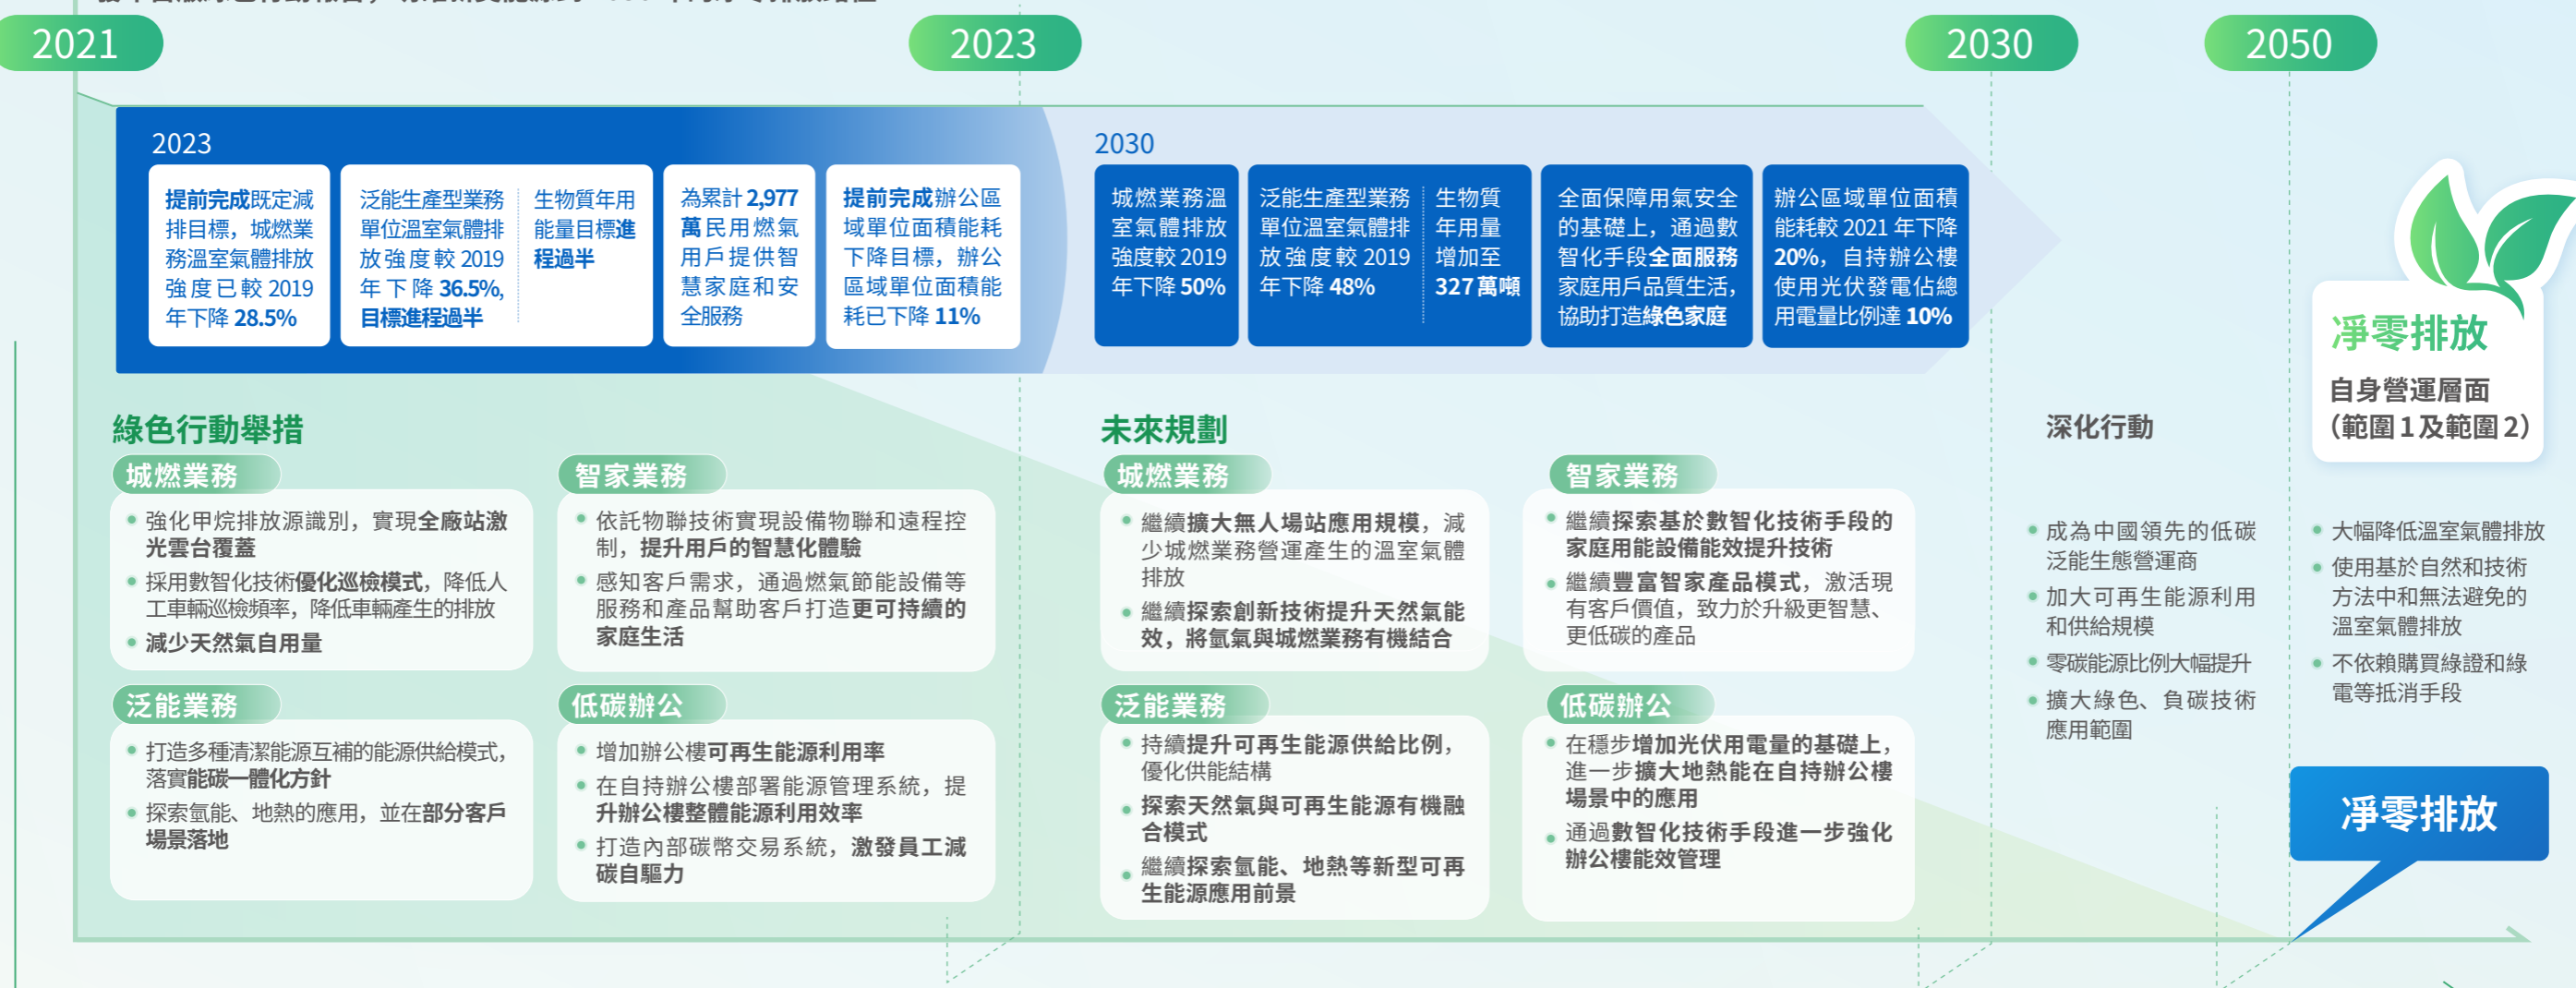 2021
2023
2030
2050
2023
提前完成既定減
排目標，城燃業
務溫室氣體排放
強度已較 2019
年下降 28.5%
泛能生產型業務
單位溫室氣體排
放強度較 2019
年下降 36.5%,
目標進程過半
生物質年用
能量目標進
程過半
為累計 2,977
萬民用燃氣
用戶提供智
慧家庭和安
全服務
提前完成辦公區
域單位面積能耗
下降目標，辦公
區域單位面積能
耗已下降 11%
2030
城燃業務溫
室氣體排放
強度較 2019
年下降 50%
泛能生產型業務
單位溫室氣體排
放強度較 2019
年下降 48%
生物質
年用量
增加至
327 萬噸
全面保障用氣安全
的基礎上，通過數
智化手段全面服務
家庭用戶品質生活，
協助打造綠色家庭
辦公區域單位面積
能耗較 2021 年下降
20%，自持辦公樓
使用光伏發電佔總
用電量比例達 10%
凈零排放
自身營運層面
（範圍 1 及範圍 2）
綠色行動舉措
城燃業務
強化甲烷排放源識別，實現全廠站激
光雲台覆蓋
採用數智化技術優化巡檢模式，降低人
工車輛巡檢頻率，降低車輛產生的排放
減少天然氣自用量
智家業務
依託物聯技術實現設備物聯和遠程控
制，提升用戶的智慧化體驗
感知客戶需求，通過燃氣節能設備等
服務和產品幫助客戶打造更可持續的
家庭生活
泛能業務
打造多種清潔能源互補的能源供給模式，
落實能碳一體化方針
探索氫能、地熱的應用，並在部分客戶
場景落地
低碳辦公
增加辦公樓可再生能源利用率
在自持辦公樓部署能源管理系統，提
升辦公樓整體能源利用效率
打造內部碳幣交易系統，激發員工減
碳自驅力
未來規劃
城燃業務
繼續擴大無人場站應用規模，減
少城燃業務營運產生的溫室氣體
排放
繼續探索創新技術提升天然氣能
效，將氫氣與城燃業務有機結合
智家業務
繼續探索基於數智化技術手段的
家庭用能設備能效提升技術
繼續豐富智家產品模式，激活現
有客戶價值，致力於升級更智慧、
更低碳的產品
泛能業務
持續提升可再生能源供給比例，
優化供能結構
探索天然氣與可再生能源有機融
合模式
繼續探索氫能、地熱等新型可再
生能源應用前景
低碳辦公
在穩步增加光伏用電量的基礎上，
進一步擴大地熱能在自持辦公樓
場景中的應用
通過數智化技術手段進一步強化
辦公樓能效管理
深化行動
成為中國領先的低碳
泛能生態營運商
加大可再生能源利用
和供給規模
零碳能源比例大幅提升
擴大綠色、負碳技術
應用範圍
大幅降低溫室氣體排放
使用基於自然和技術
方法中和無法避免的
溫室氣體排放
不依賴購買綠證和綠
電等抵消手段
凈零排放